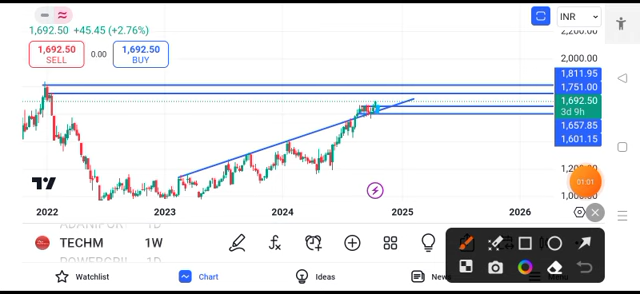 INR
1,692.50 +45.45 (+2.76%)
2,200.00
1,692.50
SELL
0.00
1,692.50
BUY
2,000.00
1,811.95
1,751.00
1,692.50
3d 9h
1,657.85
1,601.15
1,200.00
01:01
1,000.00
2022 2023 2024 2025 2026
ADANIPORT 1D
TECHM 1W
POWERGRID
Watchlist Chart Ideas News Menu